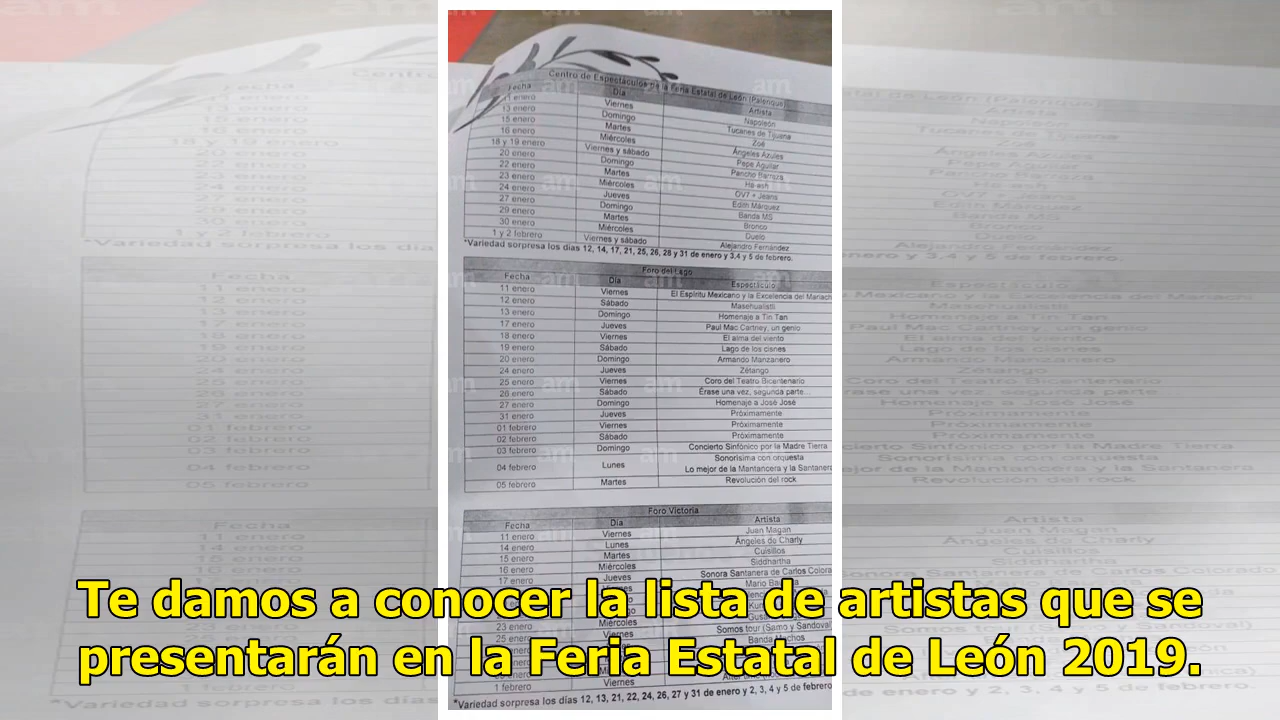 Centro de Espectáculos de la Feria Estatal de León (Palenque)
Fecha Día Artista
11 enero Viernes Napoleón
13 enero Domingo Tucanes de Tijuana
15 enero Martes Zoé
16 enero Miércoles Ángeles Azules
18 y 19 enero Viernes y sábado Pepe Aguilar
20 enero Domingo Pancho Barraza
22 enero Martes Ha-ash
23 enero Miércoles OV7 + Jeans
24 enero Jueves Edith Márquez
27 enero Domingo Banda MS
29 enero Martes Bronco
30 enero Miércoles Duelo
1 y 2 febrero Viernes y sábado Alejandro Fernández
*Variedad sorpresa los días 12, 14, 17, 21, 25, 26, 28 y 31 de enero y 3,4 y 5 de febrero.
Foro del Lago
Fecha Día Espectáculo
11 enero Viernes El Espíritu Mexicano y la Excelencia del Mariach
12 enero Sábado Masehualistli
13 enero Domingo Homenaje a Tin Tan
17 enero Jueves Paul Mac Cartney, un genio
18 enero Viernes El alma del viento
19 enero Sábado Lago de los cisnes
20 enero Domingo Armando Manzanero
24 enero Jueves Zétango
25 enero Viernes Coro del Teatro Bicentenario
26 enero Sábado Érase una vez, segunda parte...
27 enero Domingo Homenaje a José José
31 enero Jueves Próximamente
01 febrero Viernes Próximamente
02 febrero Sábado Próximamente
03 febrero Domingo Concierto Sinfónico por la Madre Tierra
04 febrero Lunes Sonorísima con orquesta
Lo mejor de la Mantancera y la Santanera
05 febrero Martes Revolución del rock
Foro Victoria
Fecha Día Artista
11 enero Viernes Juan Magan
14 enero Lunes Ángeles de Charly
15 enero Martes Cuisillos
16 enero Miércoles Siddhartha
17 enero Jueves Sonora Santanera de Carlos Colora
Mario
Te damos a conocer la lista de artistas que se
23 enero Miércoles Somos tour (Samo y Sandoval)
25 enero Viernes Banda Machos
presentarán en la Feria Estatal de León 2019.
1 febrero Viernes
*Variedad sorpresa los días 12, 13, 21, 22, 24, 26, 27 y 31 de enero y 2, 3, 4 y 5 de febrero